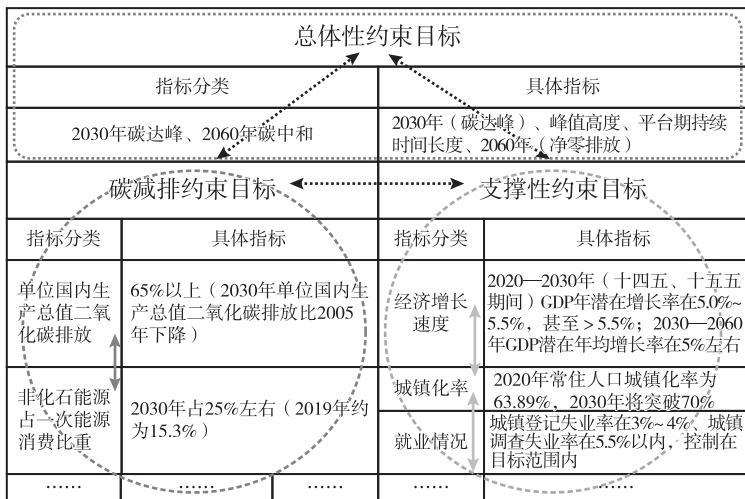 总体性约束目标
指标分类
具体指标
2030年碳达峰、2060年碳中和
2030年（碳达峰）、峰值高度、平台期持续
时间长度、2060年（净零排放）
碳减排约束目标
支撑性约束目标
指标分类
具体指标
指标分类
具体指标
单位国内生
产总值二氧
化碳排放
65%以上（2030年单位国内生
产总值二氧化碳排放比2005
年下降）
经济增长
速度
2020—2030年（十四五、十五五
期间）GDP年潜在增长率在5.0%~
5.5%，甚至＞5.5%；2030—2060
年GDP潜在年均增长率在5%左右
非化石能源
占一次能源
消费比重
2030年占25%左右（2019年约
为15.3%）
城镇化率
2020年常住人口城镇化率为
63.89%，2030年将突破70%
就业情况
城镇登记失业率在3%~4%、城镇
调查失业率在5.5%以内，控制在
目标范围内
……
……
……
……
……